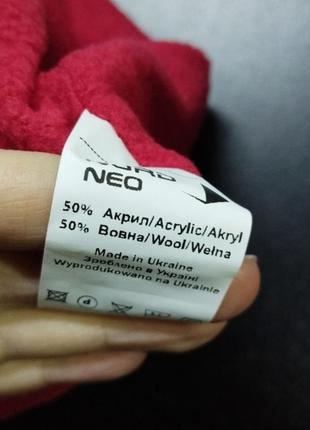 NEO
50% Акрил/Acrylic/Akryl
50% Вовна/Wool/Wełna
Made in Ukraine
Зроблено в Україні
Wyprodukowano na Ukrainie
P